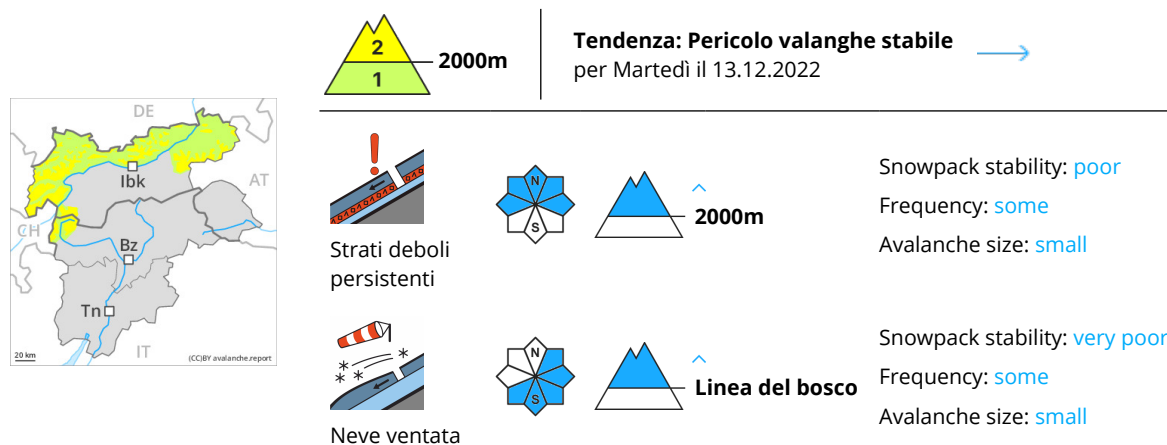 2
1
2000m
Tendenza: Pericolo valanghe stabile
per Martedì il 13.12.2022
DE
Ibk
AT
CH
Bz
Tn
IT
20 km
(CC)BY avalanche.report
N
S
2000m
Strati deboli
persistenti
Snowpack stability: poor
Frequency: some
Avalanche size: small
N
S
Linea del bosco
Neve ventata
Snowpack stability: very poor
Frequency: some
Avalanche size: small